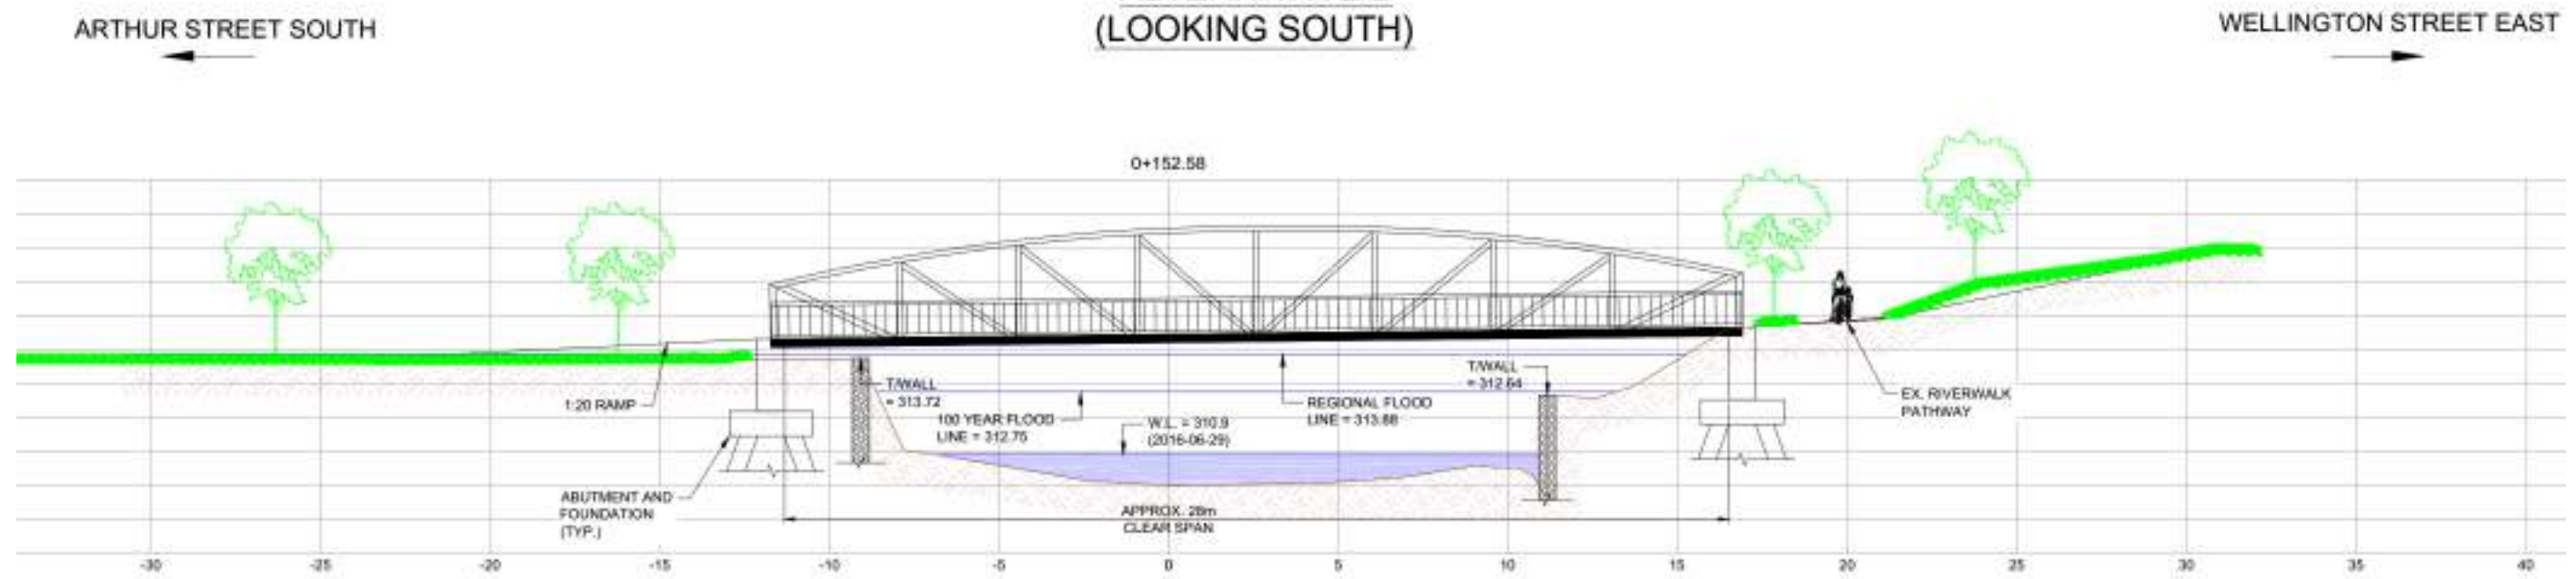 (LOOKING SOUTH)
ARTHUR STREET SOUTH
WELLINGTON STREET EAST
0+152.58
T/WALL
= 313.72
1:20 RAMP
100 YEAR FLOOD
LINE = 312.75
W.L. = 310.9
(2016-06-29)
REGIONAL FLOOD
LINE = 313.88
T/WALL
= 312.64
EX. RIVERWALK
PATHWAY
ABUTMENT AND
FOUNDATION
(TYP.)
APPROX. 28m
CLEAR SPAN
-30 -25 -20 -15 -10 -5 0 5 10 15 20 25 30 35 40